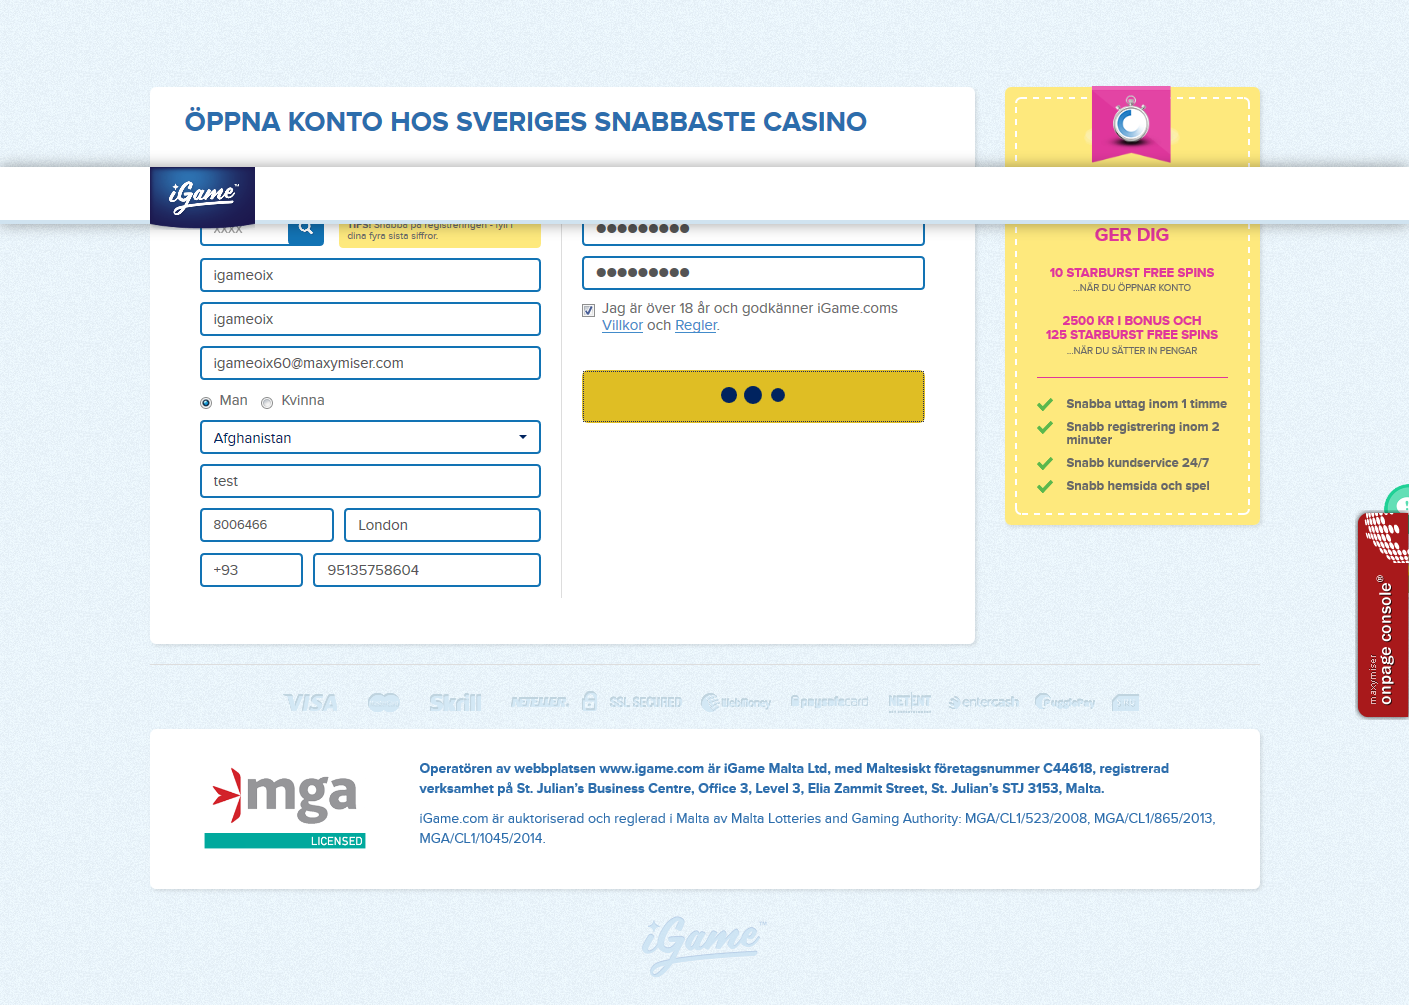 ÖPPNA KONTO HOS SVERIGES SNABBASTE CASINO
iGame™
XXXX
TIPS! Snabba på registreringen - fyll i
dina fyra sista siffror.
igameoix
igameoix
igameoix60@maxymiser.com
Man
Kvinna
Afghanistan
test
8006466
London
+93
95135758604
●●●●●●●●●
●●●●●●●●●
Jag är över 18 år och godkänner iGame.coms
Villkor och Regler.
GER DIG
10 STARBURST FREE SPINS
...NÄR DU ÖPPNAR KONTO
2500 KR I BONUS OCH
125 STARBURST FREE SPINS
...NÄR DU SÄTTER IN PENGAR
Snabba uttag inom 1 timme
Snabb registrering inom 2
minuter
Snabb kundservice 24/7
Snabb hemsida och spel
maxymiser
onpage console®
VISA
Skrill
NETELLER.
SSL SECURED
WebMoney
paysafecard
NETENT
entercash
PugglePay
mga
LICENSED
Operatören av webbplatsen www.igame.com är iGame Malta Ltd, med Maltesiskt företagsnummer C44618, registrerad
verksamhet på St. Julian's Business Centre, Office 3, Level 3, Elia Zammit Street, St. Julian's STJ 3153, Malta.
iGame.com är auktoriserad och reglerad i Malta av Malta Lotteries and Gaming Authority: MGA/CL1/523/2008, MGA/CL1/865/2013,
MGA/CL1/1045/2014.
iGame™